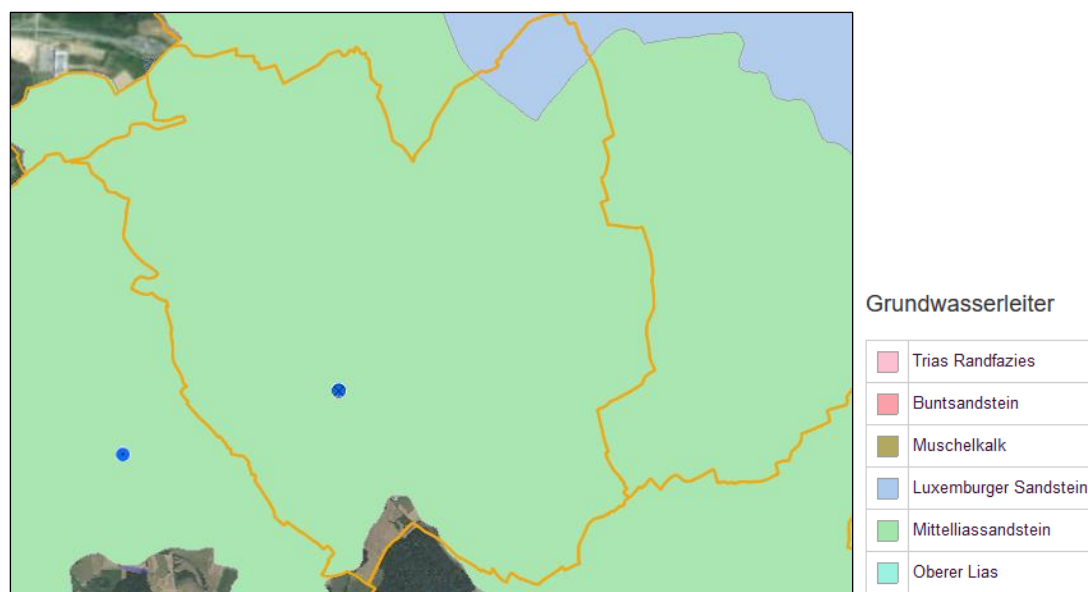 Grundwasserleiter
Trias Randfazies
Buntsandstein
Muschelkalk
Luxemburger Sandstein
Mittelliassandstein
Oberer Lias